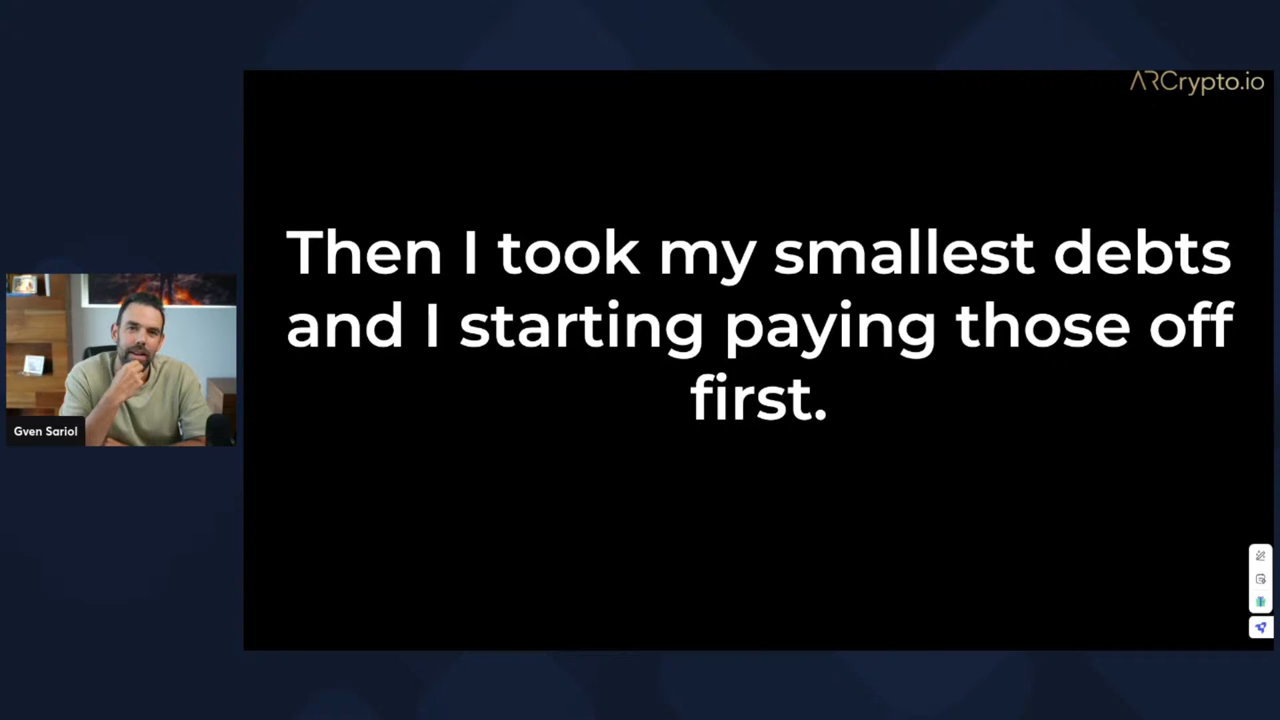 ARCrypto.io
Then I took my smallest debts
and I starting paying those off
first.
Gven Sariol